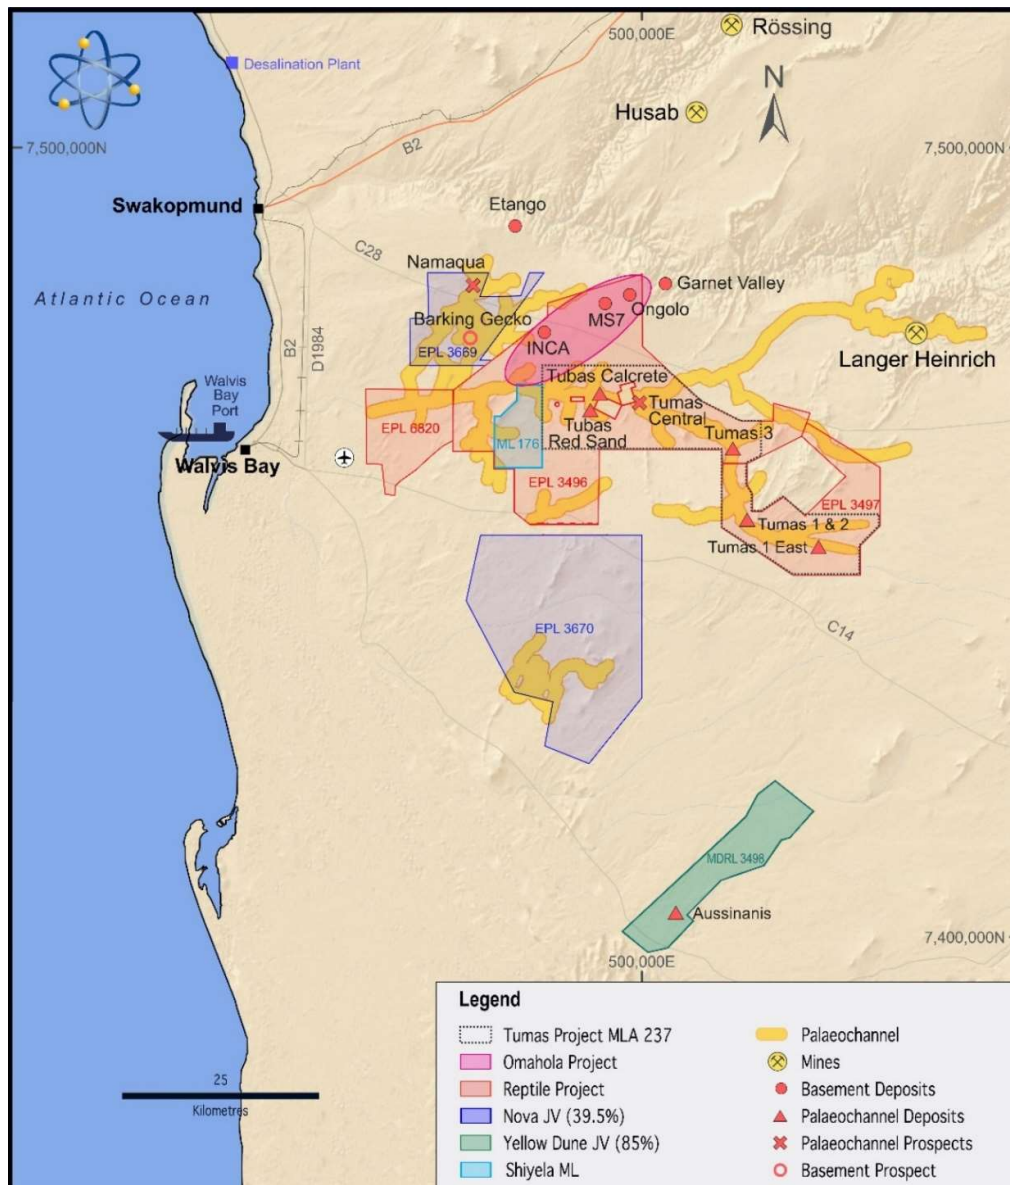 500,000E
Rössing
Desalination Plant
N
Husab
B2
7,500,000N
7,500,000N
Swakopmund
Etango
C28
Namaqua
Garnet Valley
Atlantic Ocean
Ongolo
MS7
Barking Gecko
B2
D1984
INCA
EPL 3669
Langer Heinrich
Tubas Calcrete
Walvis
Bay
Port
Tumas
Central
Tubas
Red Sand
EPL 6820
ML 176
Tumas 3
Walvis Bay
EPL 3496
EPL 3497
Tumas 1 & 2
Tumas 1 East
EPL 3670
C14
MDRL 3498
Aussinanis
7,400,000N
500,000E
Legend
Tumas Project MLA 237
Omahola Project
Reptile Project
Nova JV (39.5%)
Yellow Dune JV (85%)
Shiyela ML
Palaeochannel
Mines
Basement Deposits
Palaeochannel Deposits
Palaeochannel Prospects
Basement Prospect
25
Kilometres